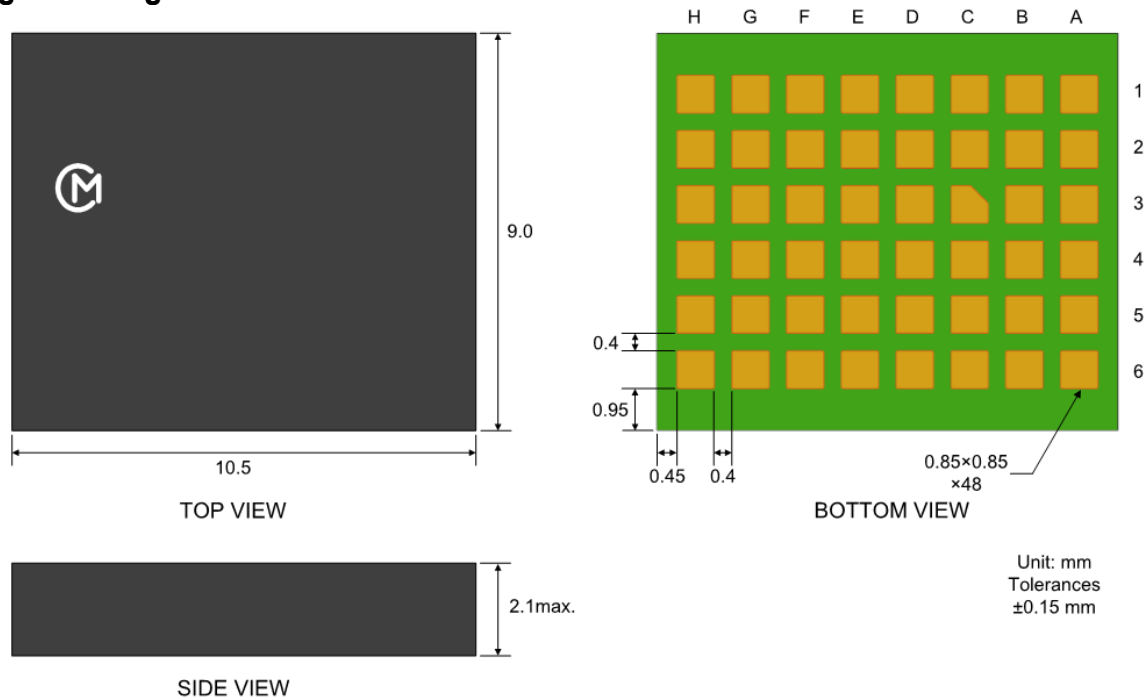 H G F E D C B A
1
2
3
4
5
6
9.0
10.5
TOP VIEW
0.4
0.95
0.45
0.4
0.85×0.85
×48
BOTTOM VIEW
2.1max.
SIDE VIEW
Unit: mm
Tolerances
±0.15 mm